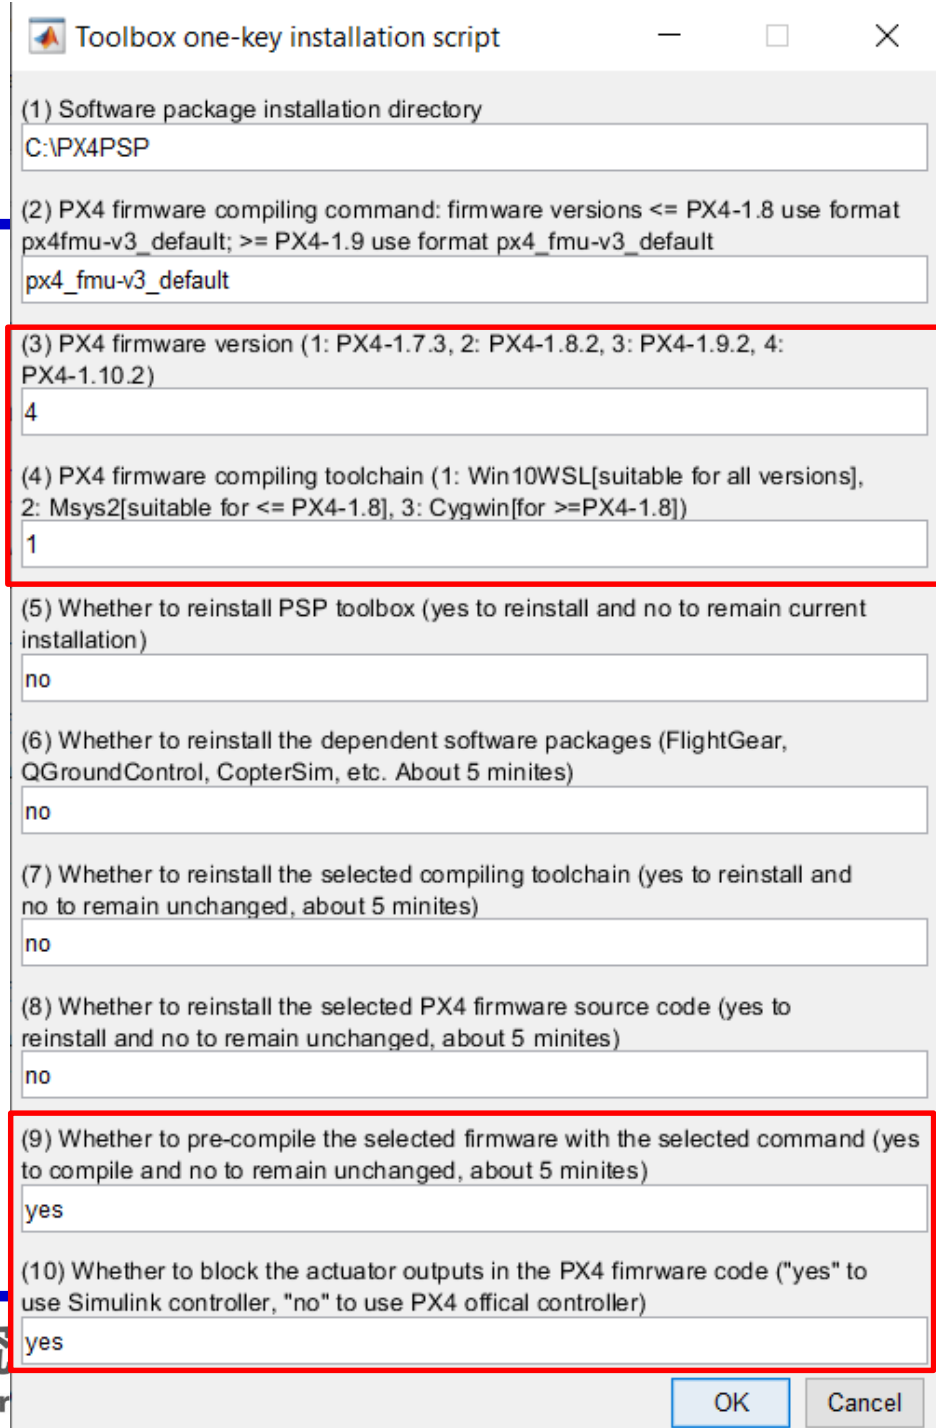 Toolbox one-key installation script
(1) Software package installation directory
C:\PX4PSP
(2) PX4 firmware compiling command: firmware versions <= PX4-1.8 use format
px4fmu-v3_default; >= PX4-1.9 use format px4_fmu-v3_default
px4_fmu-v3_default
(3) PX4 firmware version (1: PX4-1.7.3, 2: PX4-1.8.2, 3: PX4-1.9.2, 4:
PX4-1.10.2)
4
(4) PX4 firmware compiling toolchain (1: Win10WSL[suitable for all versions],
2: Msys2[suitable for <= PX4-1.8], 3: Cygwin[for >=PX4-1.8])
1
(5) Whether to reinstall PSP toolbox (yes to reinstall and no to remain current
installation)
no
(6) Whether to reinstall the dependent software packages (FlightGear,
QGroundControl, CopterSim, etc. About 5 minites)
no
(7) Whether to reinstall the selected compiling toolchain (yes to reinstall and
no to remain unchanged, about 5 minites)
no
(8) Whether to reinstall the selected PX4 firmware source code (yes to
reinstall and no to remain unchanged, about 5 minites)
no
(9) Whether to pre-compile the selected firmware with the selected command (yes
to compile and no to remain unchanged, about 5 minites)
yes
(10) Whether to block the actuator outputs in the PX4 fimrware code ("yes" to
use Simulink controller, "no" to use PX4 offical controller)
yes
OK Cancel